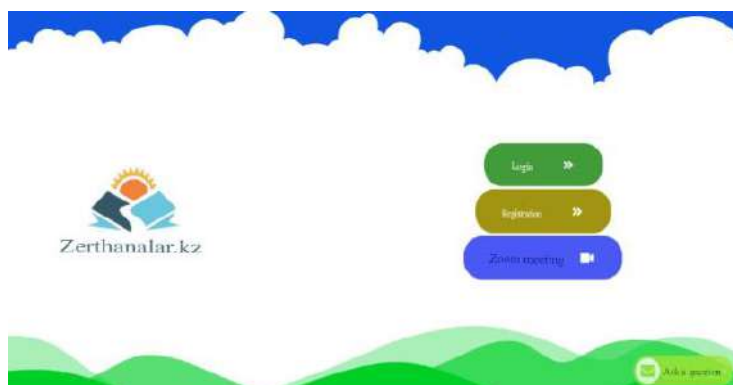 Login
Registration
Zerthanalar.kz
Zoom meeting
Ask a question